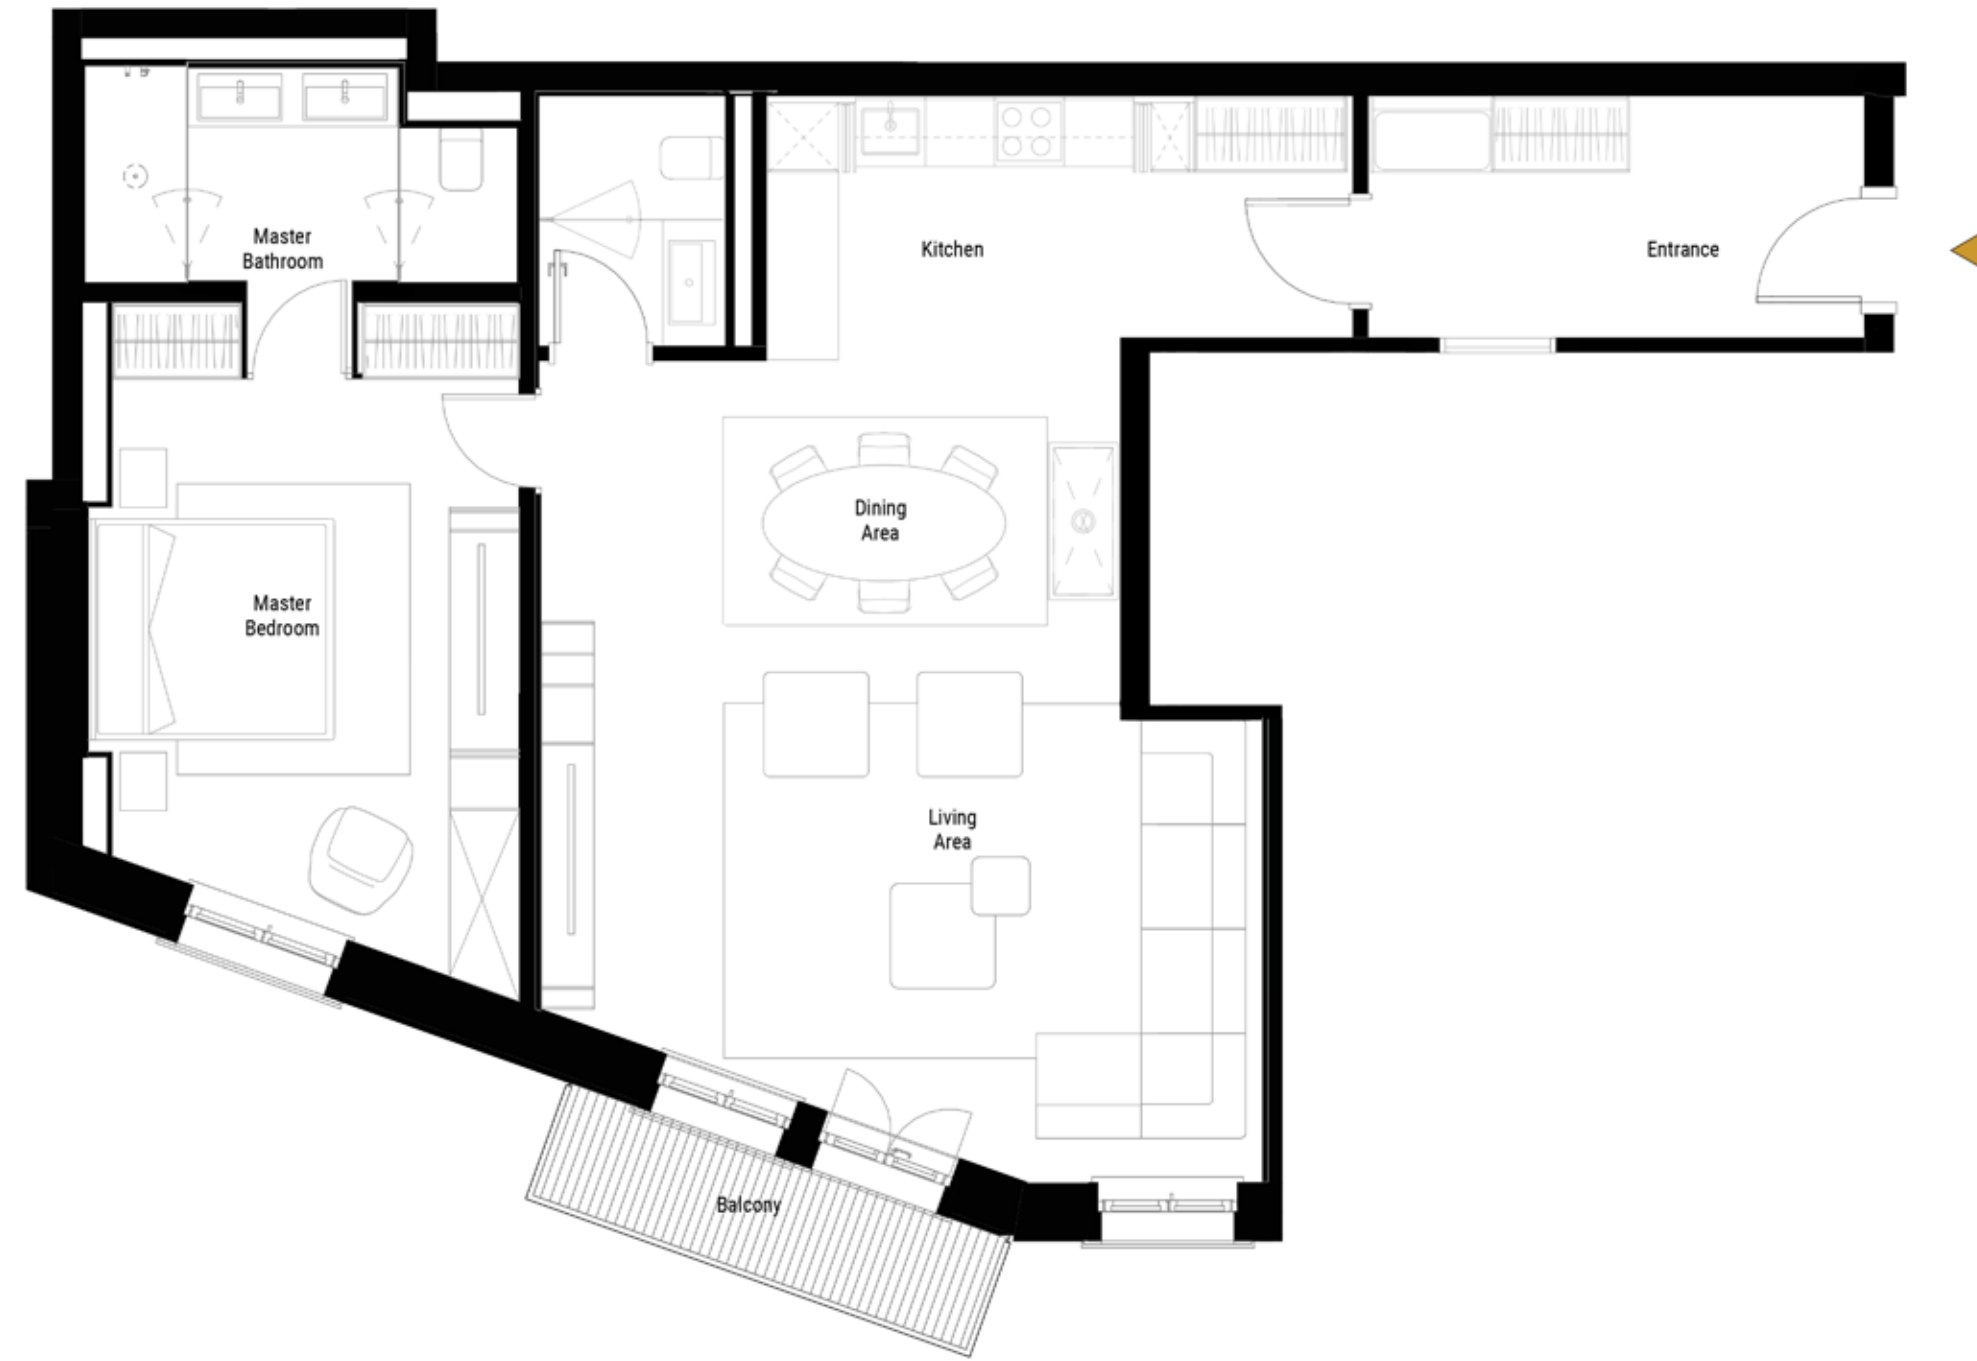 Master
Bathroom
Kitchen
Entrance
Dining
Area
Master
Bedroom
Living
Area
Balcony